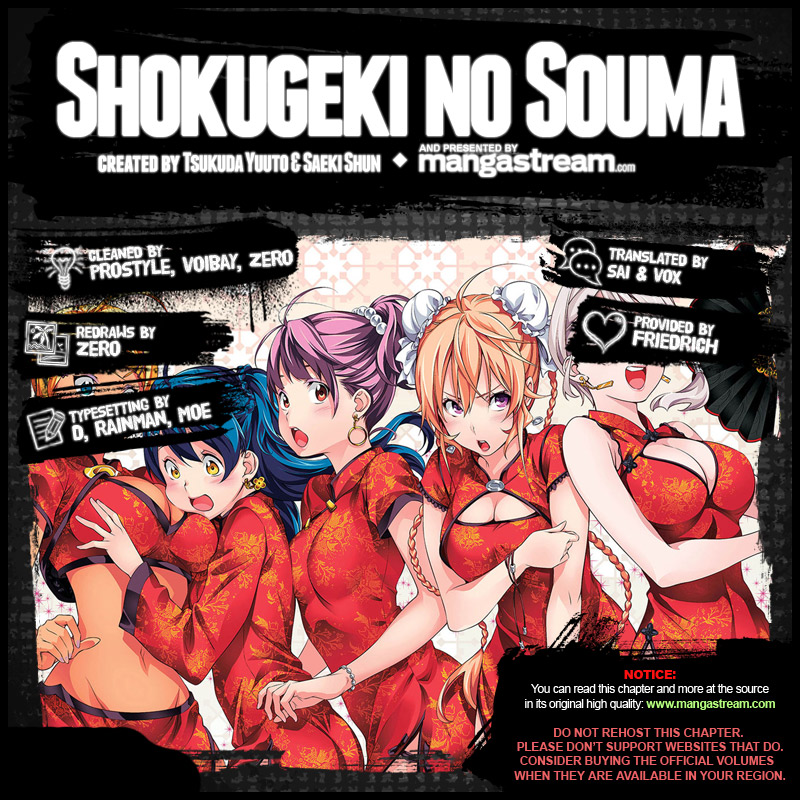 SHOKUGEKI NO SOUMA
CREATED BY TSUKUDA YUUTO & SAEKI SHUN ◆ AND PRESENTED BY mangastream.com
CLEANED BY
PROSTYLE, VOIBAY, ZERO
REDRAWS BY
ZERO
TYPESETTING BY
D, RAINMAN, MOE
TRANSLATED BY
SAI & VOX
PROVIDED BY
FRIEDRICH
NOTICE:
You can read this chapter and more at the source
in its original high quality: www.mangastream.com
DO NOT REHOST THIS CHAPTER.
PLEASE DON'T SUPPORT WEBSITES THAT DO.
CONSIDER BUYING THE OFFICIAL VOLUMES
WHEN THEY ARE AVAILABLE IN YOUR REGION.